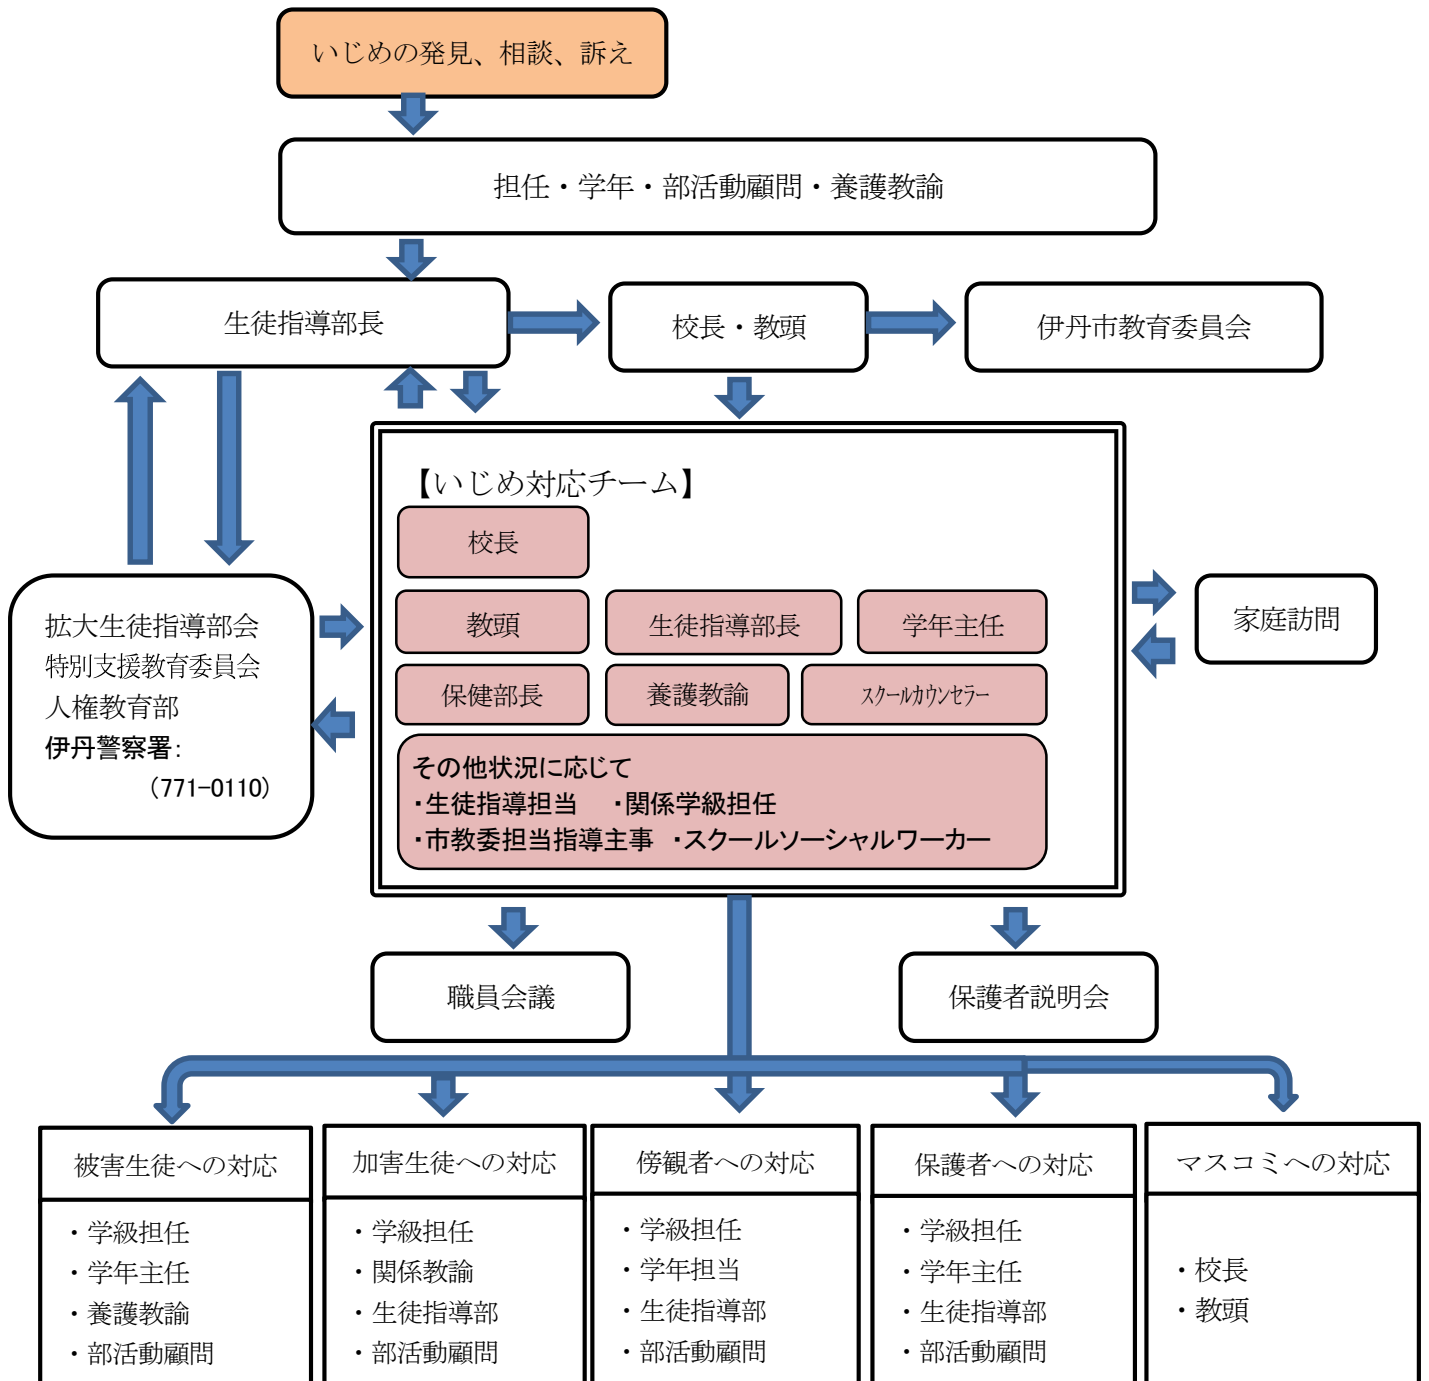 いじめの発見、相談、訴え
担任・学年・部活動顧問・養護教諭
生徒指導部長
校長・教頭
伊丹市教育委員会
【いじめ対応チーム】
校長
教頭
生徒指導部長
学年主任
保健部長
養護教諭
スクールカウンセラー
その他状況に応じて
・生徒指導担当　・関係学級担任
・市教委担当指導主事　・スクールソーシャルワーカー
拡大生徒指導部会
特別支援教育委員会
人権教育部
伊丹警察署：
（771-0110）
家庭訪問
職員会議
保護者説明会
被害生徒への対応
・学級担任
・学年主任
・養護教諭
・部活動顧問
加害生徒への対応
・学級担任
・関係教諭
・生徒指導部
・部活動顧問
傍観者への対応
・学級担任
・学年担当
・生徒指導部
・部活動顧問
保護者への対応
・学級担任
・学年主任
・生徒指導部
・部活動顧問
マスコミへの対応
・校長
・教頭